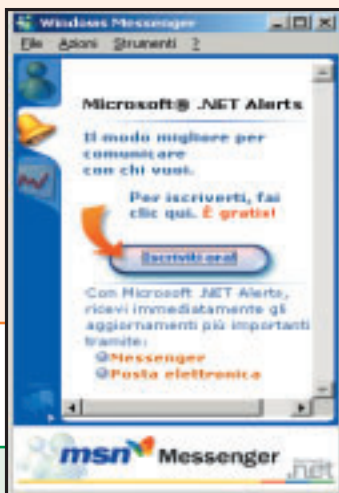 Windows Messenger
File Azioni Strumenti ?
Microsoft® .NET Alerts
Il modo migliore per
comunicare
con chi vuoi.
Per iscriverti, fai
clic qui. È gratis!
Iscriviti ora!
Con Microsoft .NET Alerts,
ricevi immediatamente gli
aggiornamenti più importanti
tramite:
Messenger
Posta elettronica
msn Messenger
.net